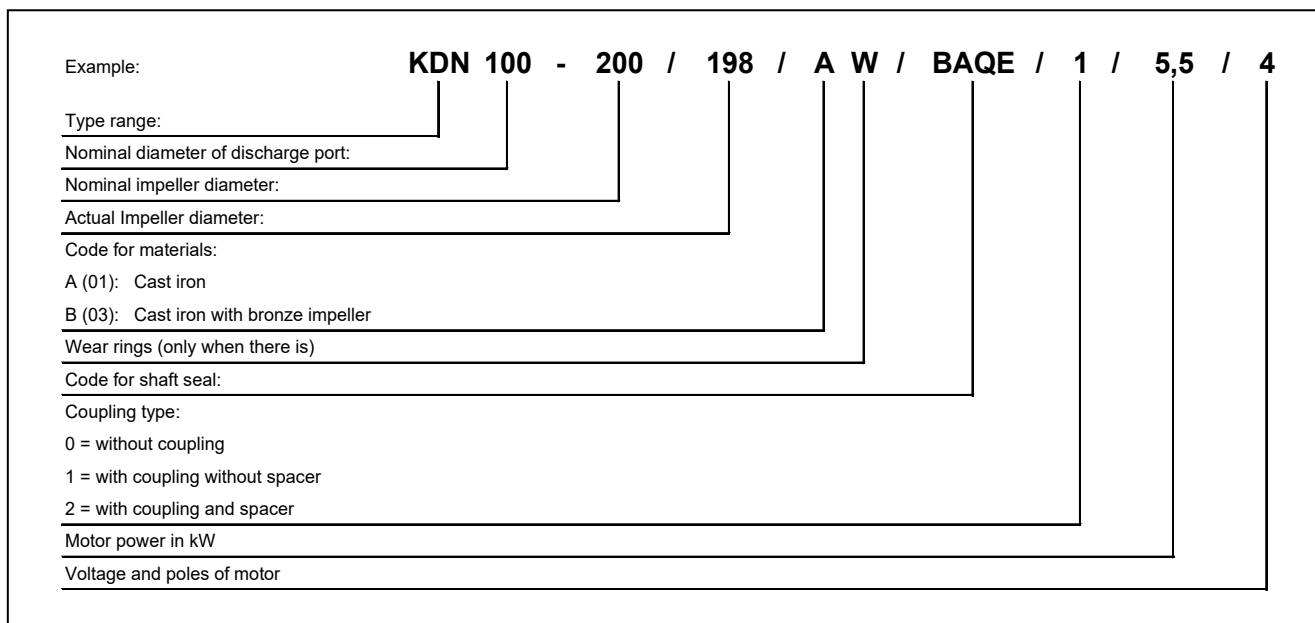 Example: KDN 100 - 200 / 198 / A W / BAQE / 1 / 5,5 / 4
Type range:
Nominal diameter of discharge port:
Nominal impeller diameter:
Actual Impeller diameter:
Code for materials:
A (01): Cast iron
B (03): Cast iron with bronze impeller
Wear rings (only when there is)
Code for shaft seal:
Coupling type:
0 = without coupling
1 = with coupling without spacer
2 = with coupling and spacer
Motor power in kW
Voltage and poles of motor